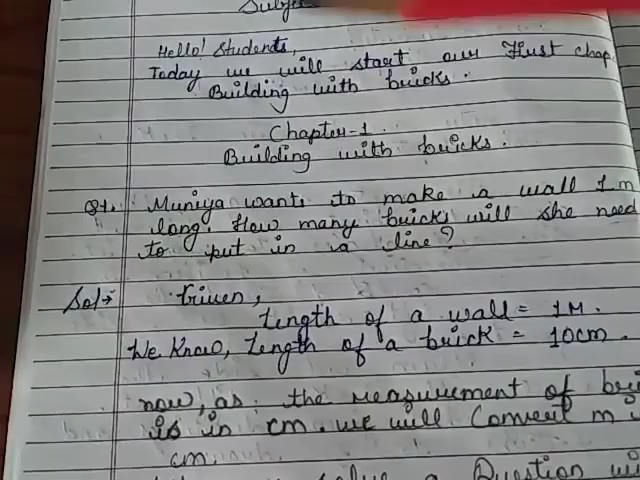 Hello! Students,
Today we will start our First chap
Building with bricks.
Chapter-1.
Building with bricks.
Q1. Muniya wants to make a wall 1m
long. How many bricks will she need
to put in a line?
Sol→ Given,
Length of a wall = 1M.
We Know, Length of a brick = 10cm.
now, as the measurement of
is in cm. we will Convert m
cm.
a Question